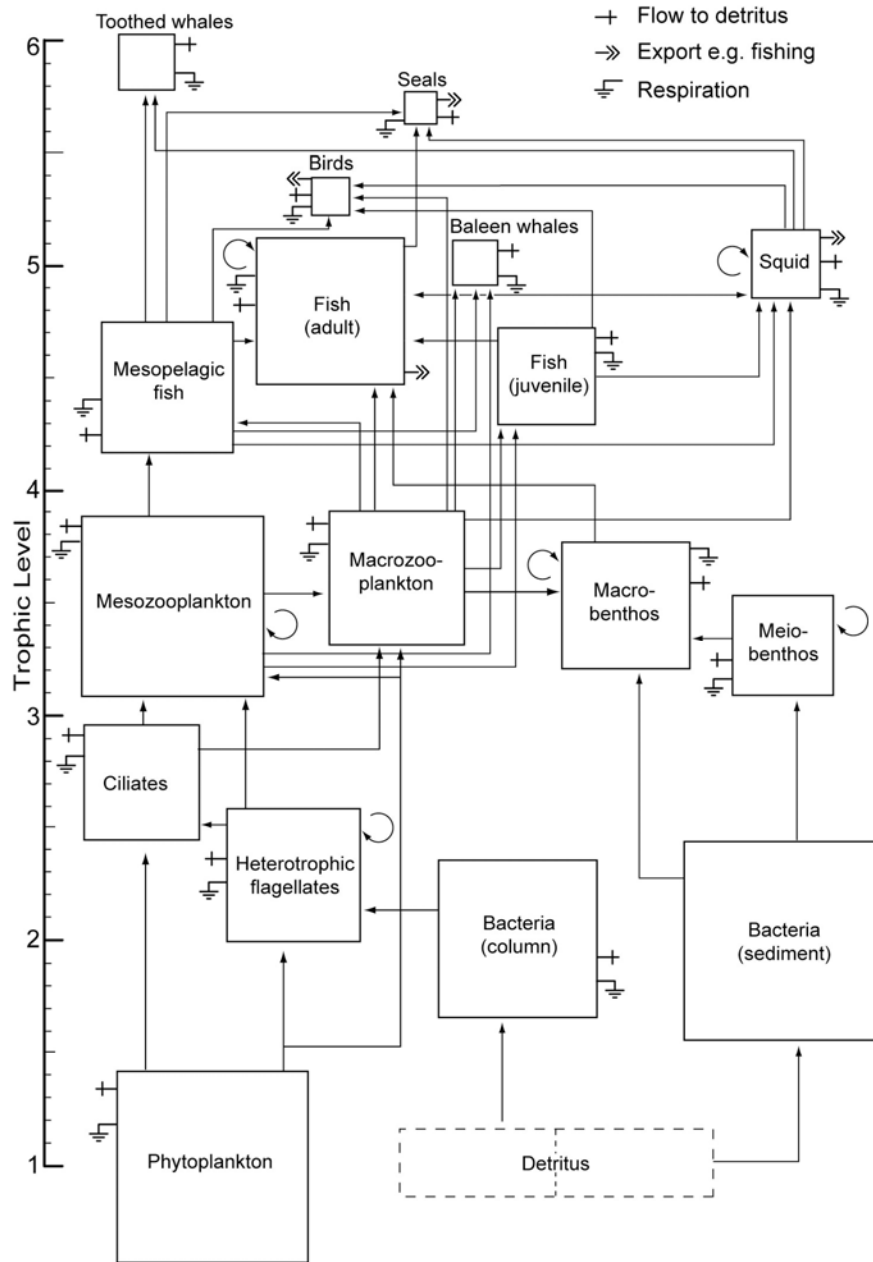 Toothed whales
Flow to detritus
Export e.g. fishing
Respiration
Seals
Birds
Baleen whales
Squid
Fish
(adult)
Mesopelagic
fish
Fish
(juvenile)
Mesozooplankton
Macrozoo-
plankton
Macro-
benthos
Meio-
benthos
Ciliates
Heterotrophic
flagellates
Bacteria
(column)
Bacteria
(sediment)
Phytoplankton
Detritus
Trophic Level
6
5
4
3
2
1